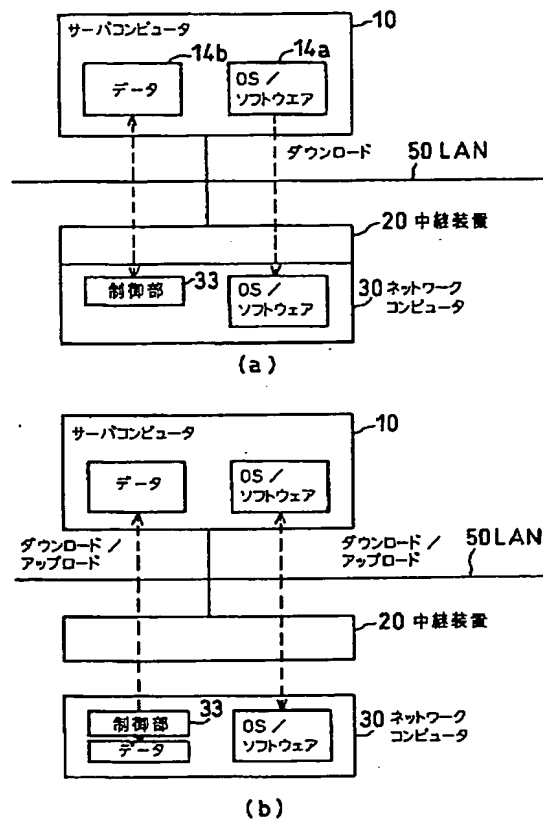 サーバコンピュータ
10
14b
14a
データ
OS /
ソフトウエア
ダウンロード
50 LAN
20 中継装置
制御部
33
OS /
ソフトウェア
30 ネットワーク
コンピュータ
(a)
サーバコンピュータ
10
データ
OS /
ソフトウェア
ダウンロード /
アップロード
ダウンロード /
アップロード
50 LAN
20 中継装置
33
制御部
データ
OS /
ソフトウェア
30 ネットワーク
コンピュータ
(b)